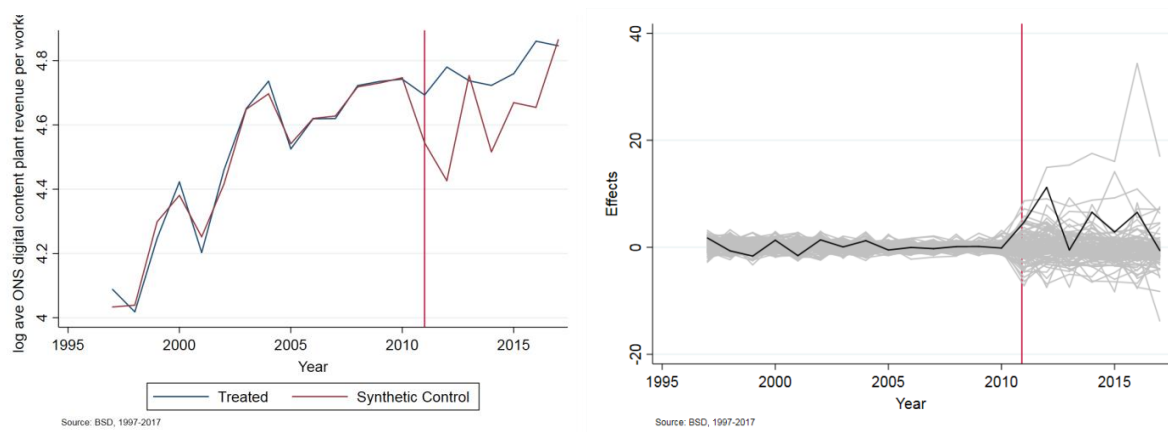 log ave ONS digital content plant revenue per worke
4.8
4.6
4.4
4.2
4
1995
2000
2005
2010
2015
Year
Treated
Synthetic Control
Source: BSD, 1997-2017
Effects
40
20
0
-20
1995
2000
2005
2010
2015
Year
Source: BSD, 1997-2017